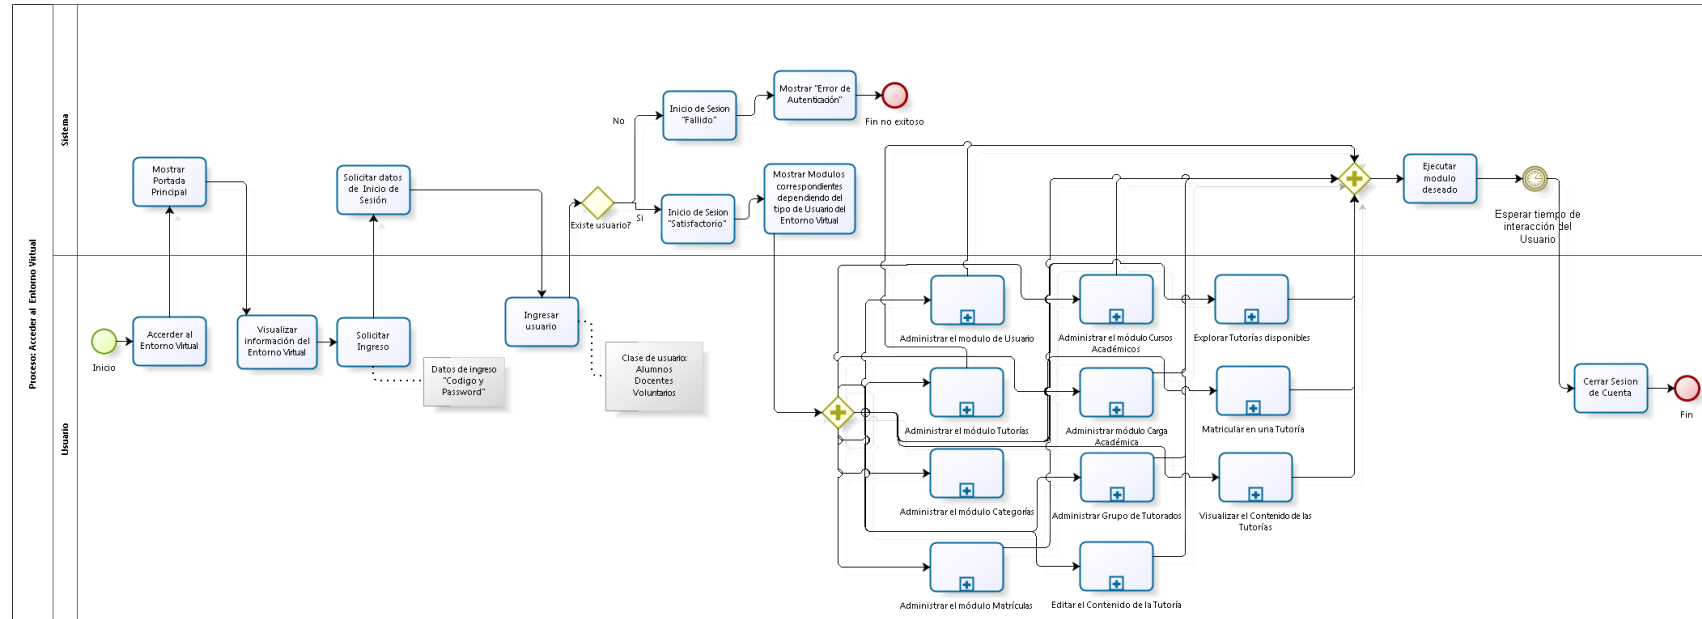 Proceso: Acceder al Entorno Virtual
Sistema
Usuario
Inicio
Accerder al
Entorno Virtual
Mostrar
Portada
Principal
Visualizar
información del
Entorno Virtual
Solicitar
Ingreso
Datos de ingreso
"Codigo y
Password"
Solicitar datos
de Inicio de
Sesión
Ingresar
usuario
Clase de usuario:
Alumnos
Docentes
Voluntarios
Existe usuario?
No
Si
Inicio de Sesion
"Fallido"
Mostrar "Error de
Autenticación"
Fin no exitoso
Inicio de Sesion
"Satisfactorio"
Mostrar Modulos
correspondientes
dependiendo del
tipo de Usuario del
Entorno Virtual
Administrar el modulo de Usuario
Administrar el módulo Cursos
Académicos
Explorar Tutorías disponibles
Administrar el módulo Tutorías
Administrar módulo Carga
Académica
Matricular en una Tutoría
Administrar el módulo Categorías
Administrar Grupo de Tutorados
Visualizar el Contenido de las
Tutorías
Administrar el módulo Matrículas
Editar el Contenido de la Tutoría
Ejecutar
modulo
deseado
Esperar tiempo de
interacción del
Usuario
Cerrar Sesion
de Cuenta
Fin